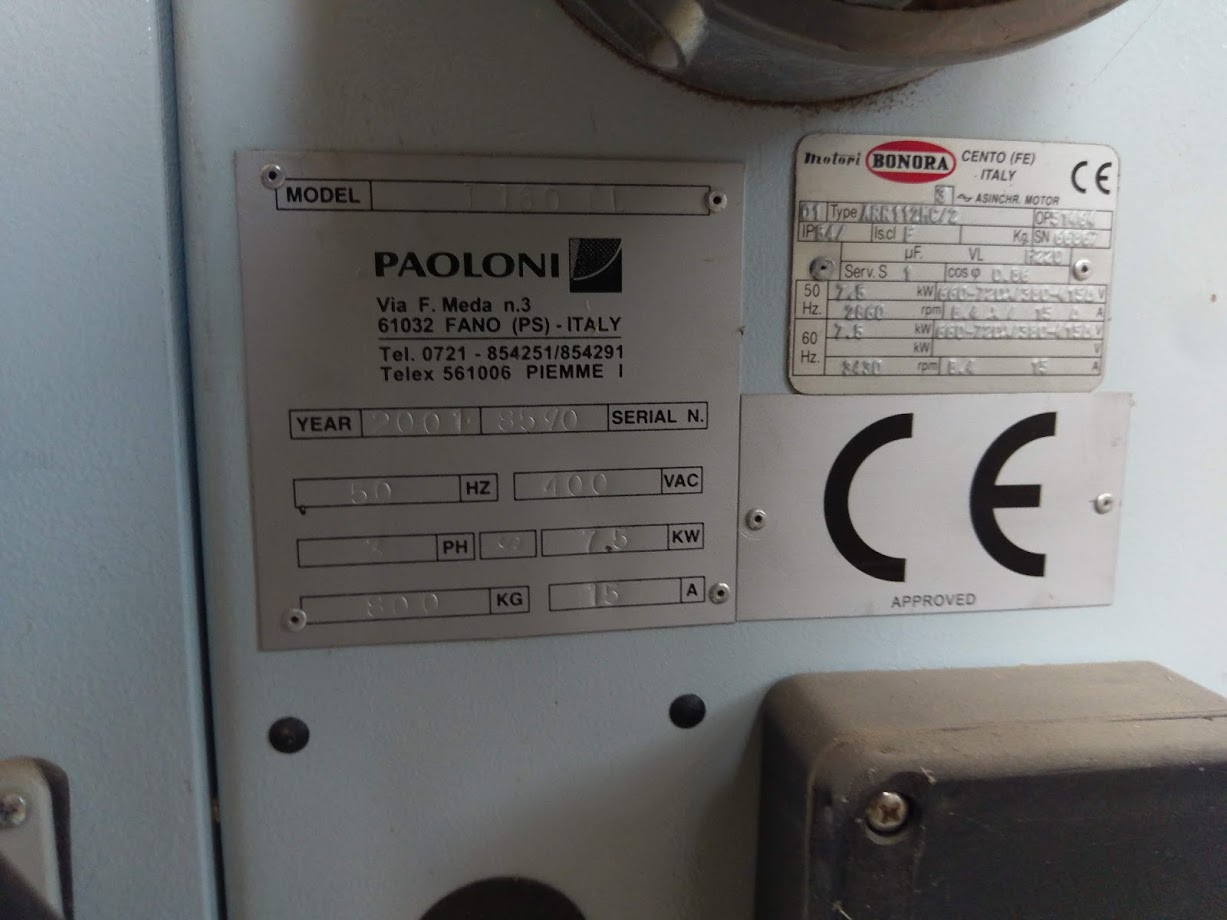 MODEL
PAOLONI
Via F. Meda n.3
61032 FANO (PS) - ITALY
Tel. 0721 - 854251/854291
Telex 561006 PIEMME I
YEAR 2001 SERIAL N.
50 HZ 400 VAC
PH 7,5 KW
800 KG 15 A
motori BONORA CENTO (FE)
ITALY
CE
3 ASINCHR. MOTOR
Type
IP Is.cl F Kg SN
µF. VL
Serv. S 1 cos φ
50 Hz. 7.5 kW V
2860 rpm 15 A
60 Hz. 7.5 kW V
kW V
3430 rpm 15 A
CE
APPROVED